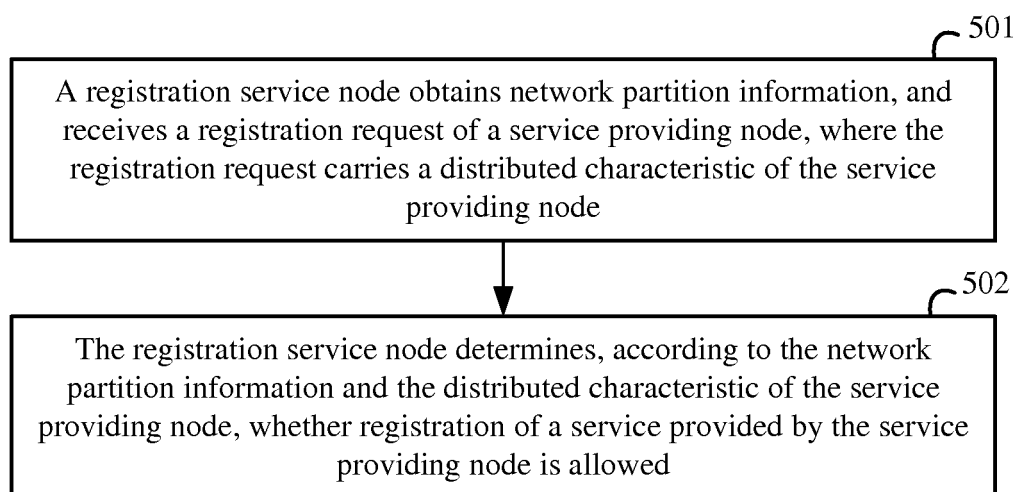 501
A registration service node obtains network partition information, and
receives a registration request of a service providing node, where the
registration request carries a distributed characteristic of the service
providing node
502
The registration service node determines, according to the network
partition information and the distributed characteristic of the service
providing node, whether registration of a service provided by the service
providing node is allowed